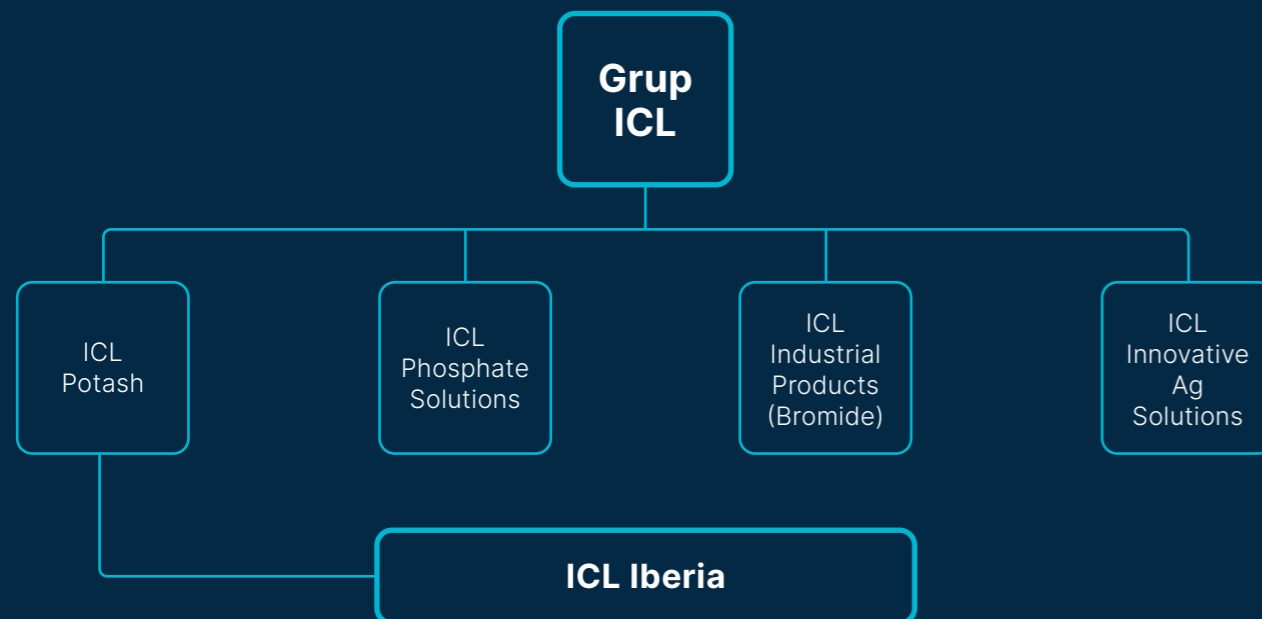 Grup
ICL
ICL
Potash
ICL
Phosphate
Solutions
ICL
Industrial
Products
(Bromide)
ICL
Innovative
Ag
Solutions
ICL Iberia